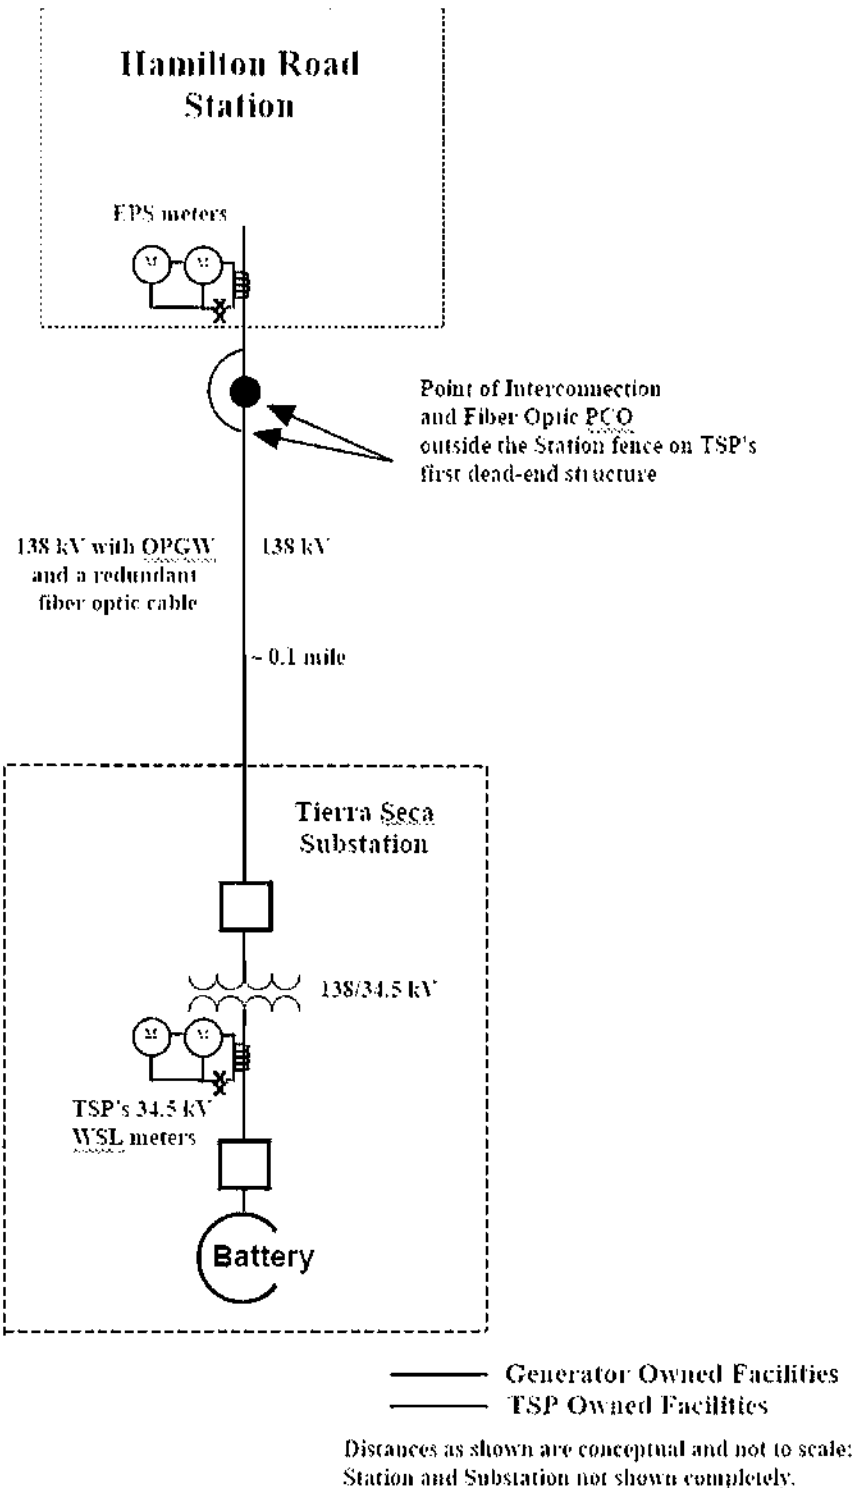 Hamilton Road
Station
EPS meters
M M
Point of Interconnection
and Fiber Optic PCO
outside the Station fence on TSP's
first dead-end structure
138 kV with OPGW
and a redundant
fiber optic cable
138 kV
~ 0.1 mile
Tierra Seca
Substation
138/34.5 kV
M M
TSP's 34.5 kV
WSL meters
Battery
Generator Owned Facilities
TSP Owned Facilities
Distances as shown are conceptual and not to scale;
Station and Substation not shown completely.